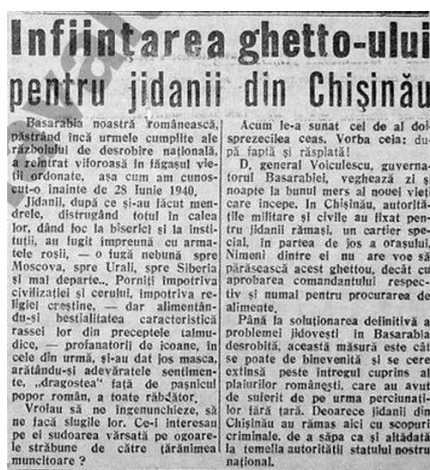 Infiinţarea ghetto-ului
pentru jidanii din Chişinău
Basarabia noastră românească,
păstrând încă urmele cumplite ale
războiului de desrobire naţională,
a reintrat viforoasă în făgaşul vie-
ţii ordonate, aşa cum am cunos-
cut-o înainte de 28 Iunie 1940.
Jidanii, după ce şi-au făcut men-
drele, distrugând totul în calea
lor, dând foc la biserici şi la insti-
tuţii, au fugit împreună cu arma-
tele roşii, — o fugă nebună spre
Moscova, spre Urali, spre Siberia
şi mai departe... Porniţi împotriva
civilizaţiei şi cerului, împotriva re-
ligiei creştine, — dar alimentân-
du-şi bestialitatea caracteristică
rassei lor din preceptele talmu-
dice, — profanatorii de icoane, în
cele din urmă, şi-au dat jos masca,
arătându-şi adevăratele sentimen-
te, „dragostea" faţă de paşnicul
popor român, a toate răbdător.
Vroiau să ne îngenunchieze, să
ne facă slugile lor. Ce-i interesau
pe ei sudoarea vărsată pe ogoare-
le străbune de către ţărănimea
muncitoare ?
Acum le-a sunat cel de al doi-
sprezecilea ceas. Vorba ceia: du-
pă faptă şi răsplată!
D. general Voiculescu, guverna-
torul Basarabiei, veghează zi şi
noapte la bunul mers al nouei vieţi
care începe. In Chişinău, autorită-
ţile militare şi civile au fixat pen-
tru jidanii rămaşi, un cartier spe-
cial, în partea de jos a oraşului.
Nimeni dintre ei nu are voe să
părăsească acest ghettou, decât cu
aprobarea comandantului respec-
tiv şi numai pentru procurarea de
alimente.
Până la soluţionarea definitivă a
problemei jidoveşti în Basarabia
desrobită, această măsură este cât
se poate de binevenită şi se cere
extinsă peste întregul cuprins al
plaiurilor româneşti, care au avut
de suferit de pe urma perciunaţi-
lor fără ţară. Deoarece jidanii din
Chişinău au rămas aici cu scopuri
criminale, de a săpa ca şi altădată
la temelia autorităţii statului nostru
naţional.